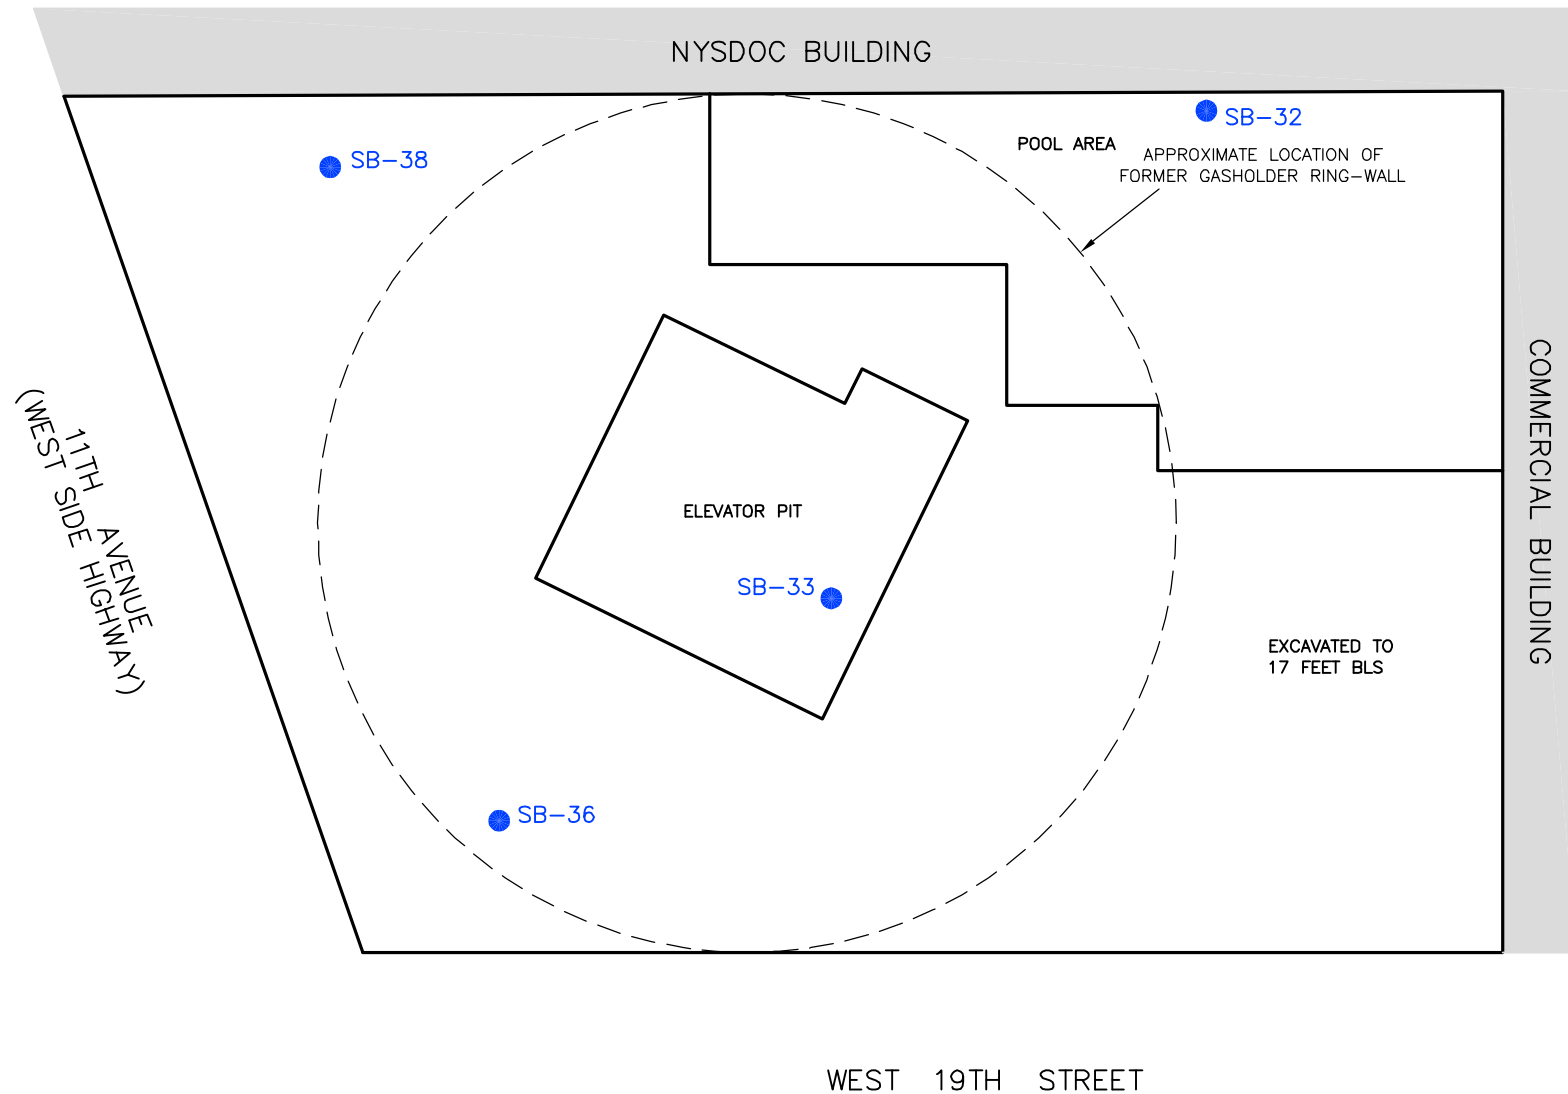 NYSDOC BUILDING
SB-32
POOL AREA
APPROXIMATE LOCATION OF
FORMER GASHOLDER RING-WALL
SB-38
COMMERCIAL BUILDING
11TH AVENUE
(WEST SIDE HIGHWAY)
ELEVATOR PIT
SB-33
EXCAVATED TO
17 FEET BLS
SB-36
WEST 19TH STREET